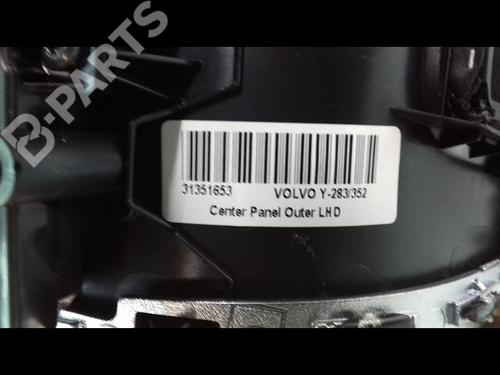 B-PARTS
31351653 VOLVO Y-283/352
Center Panel Outer LHD